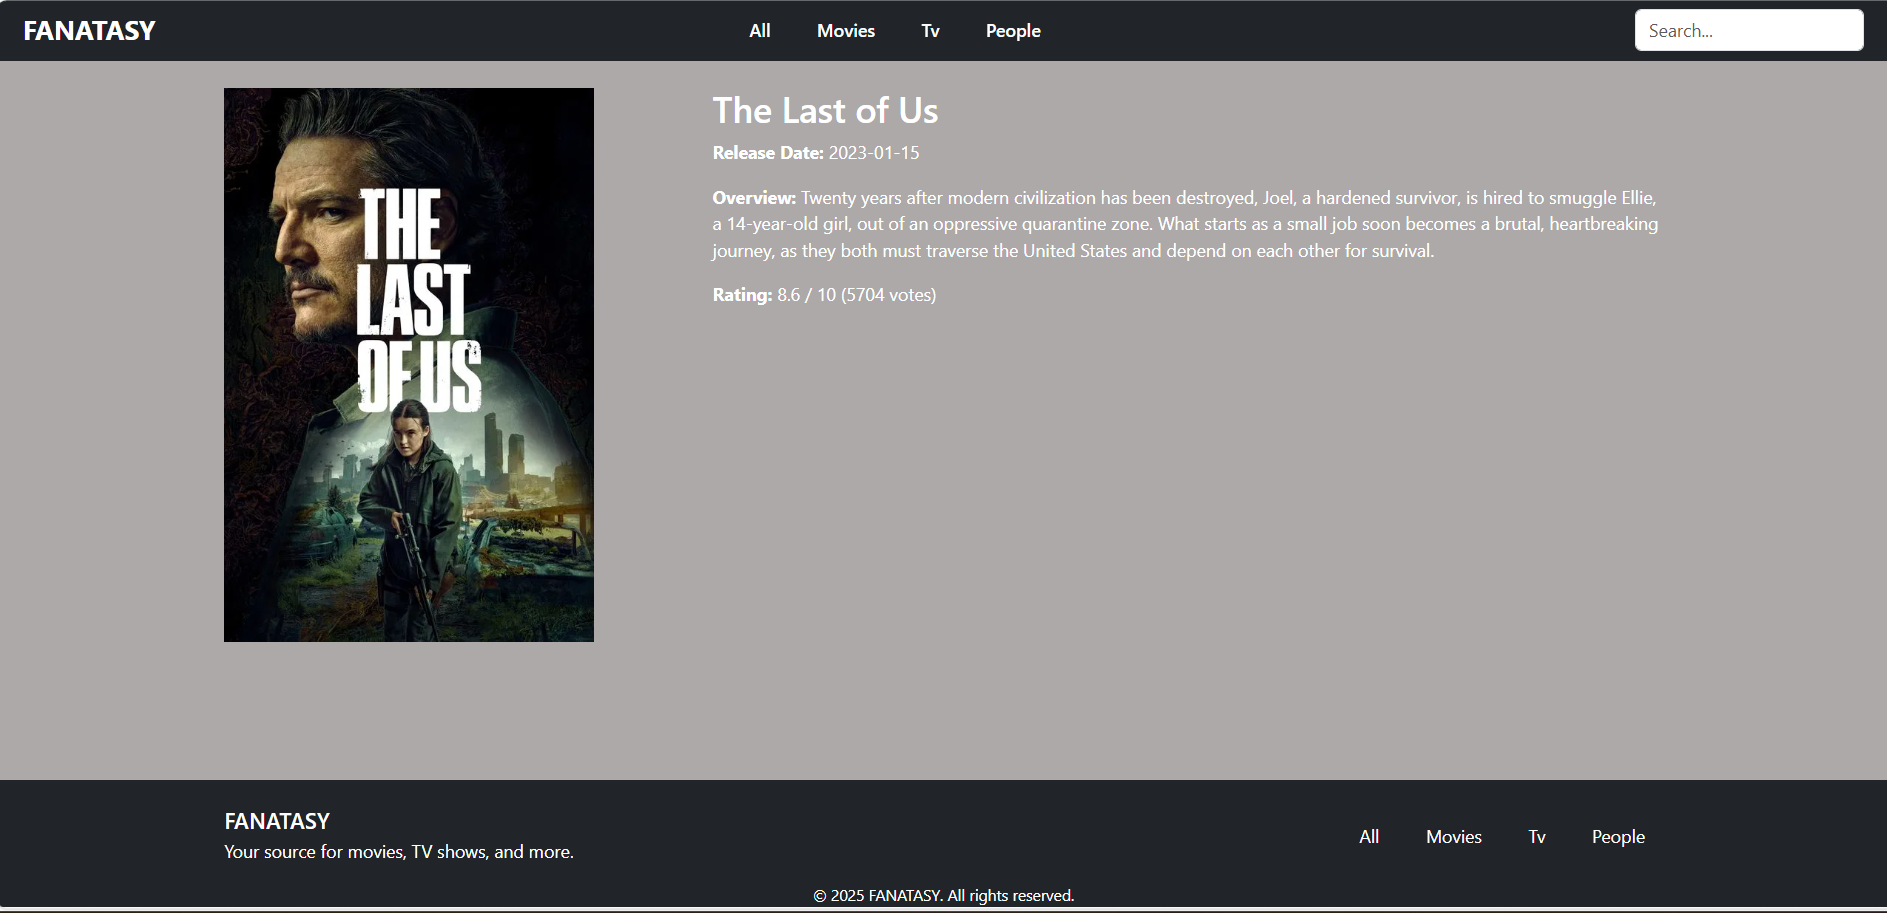 FANATASY
All
Movies
Tv
People
Search...
THE
LAST
OF US
The Last of Us
Release Date: 2023-01-15
Overview: Twenty years after modern civilization has been destroyed, Joel, a hardened survivor, is hired to smuggle Ellie,
a 14-year-old girl, out of an oppressive quarantine zone. What starts as a small job soon becomes a brutal, heartbreaking
journey, as they both must traverse the United States and depend on each other for survival.
Rating: 8.6 / 10 (5704 votes)
FANATASY
Your source for movies, TV shows, and more.
All
Movies
Tv
People
© 2025 FANATASY. All rights reserved.